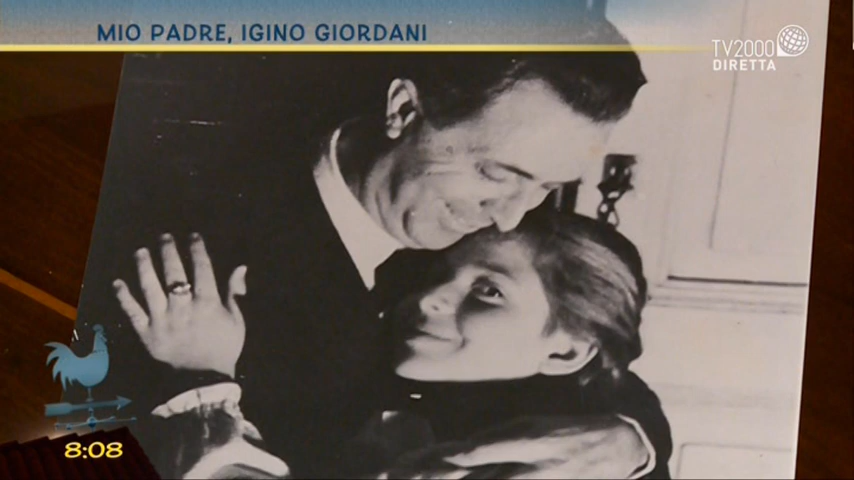 MIO PADRE, IGINO GIORDANI
TV2000
DIRETTA
8:08